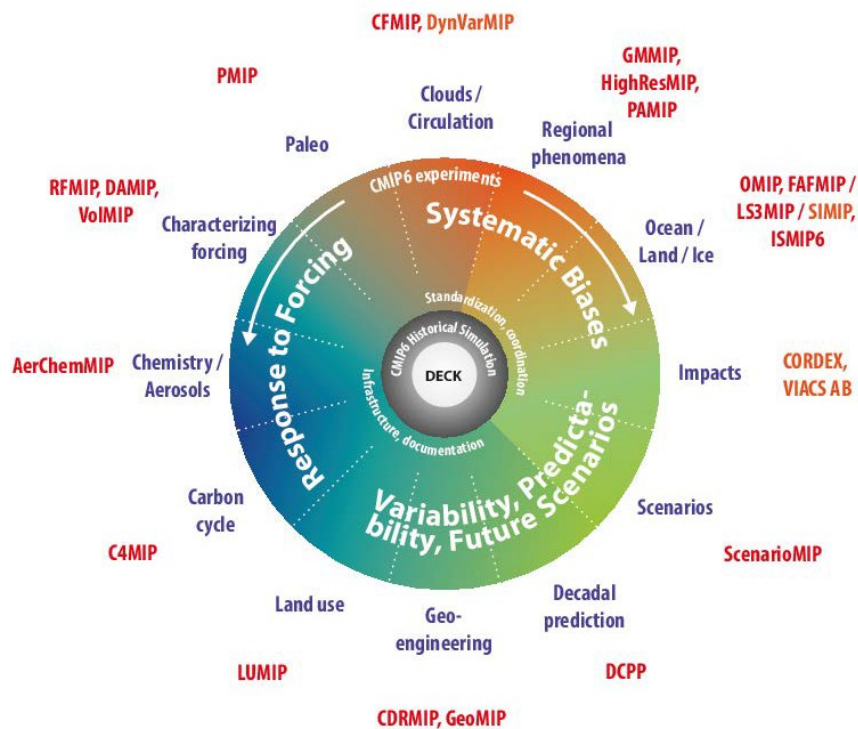 CFMIP, DynVarMIP
PMIP
GMMIP,
HighResMIP,
PAMIP
Clouds /
Circulation
Paleo
Regional
phenomena
RFMIP, DAMIP,
VolMIP
CMIP6 experiments
OMIP, FAFMIP /
LS3MIP / SIMIP,
ISMIP6
Characterizing
forcing
Systematic Biases
Ocean /
Land / Ice
Response to Forcing
Standardization, coordination
CMIP6 Historical Simulation
DECK
Infrastructure, documentation
AerChemMIP
Chemistry /
Aerosols
Impacts
CORDEX,
VIACS AB
Variability, Predicta-
bility, Future Scenarios
Carbon
cycle
Scenarios
C4MIP
ScenarioMIP
Land use
Geo-
engineering
Decadal
prediction
LUMIP
DCPP
CDRMIP, GeoMIP